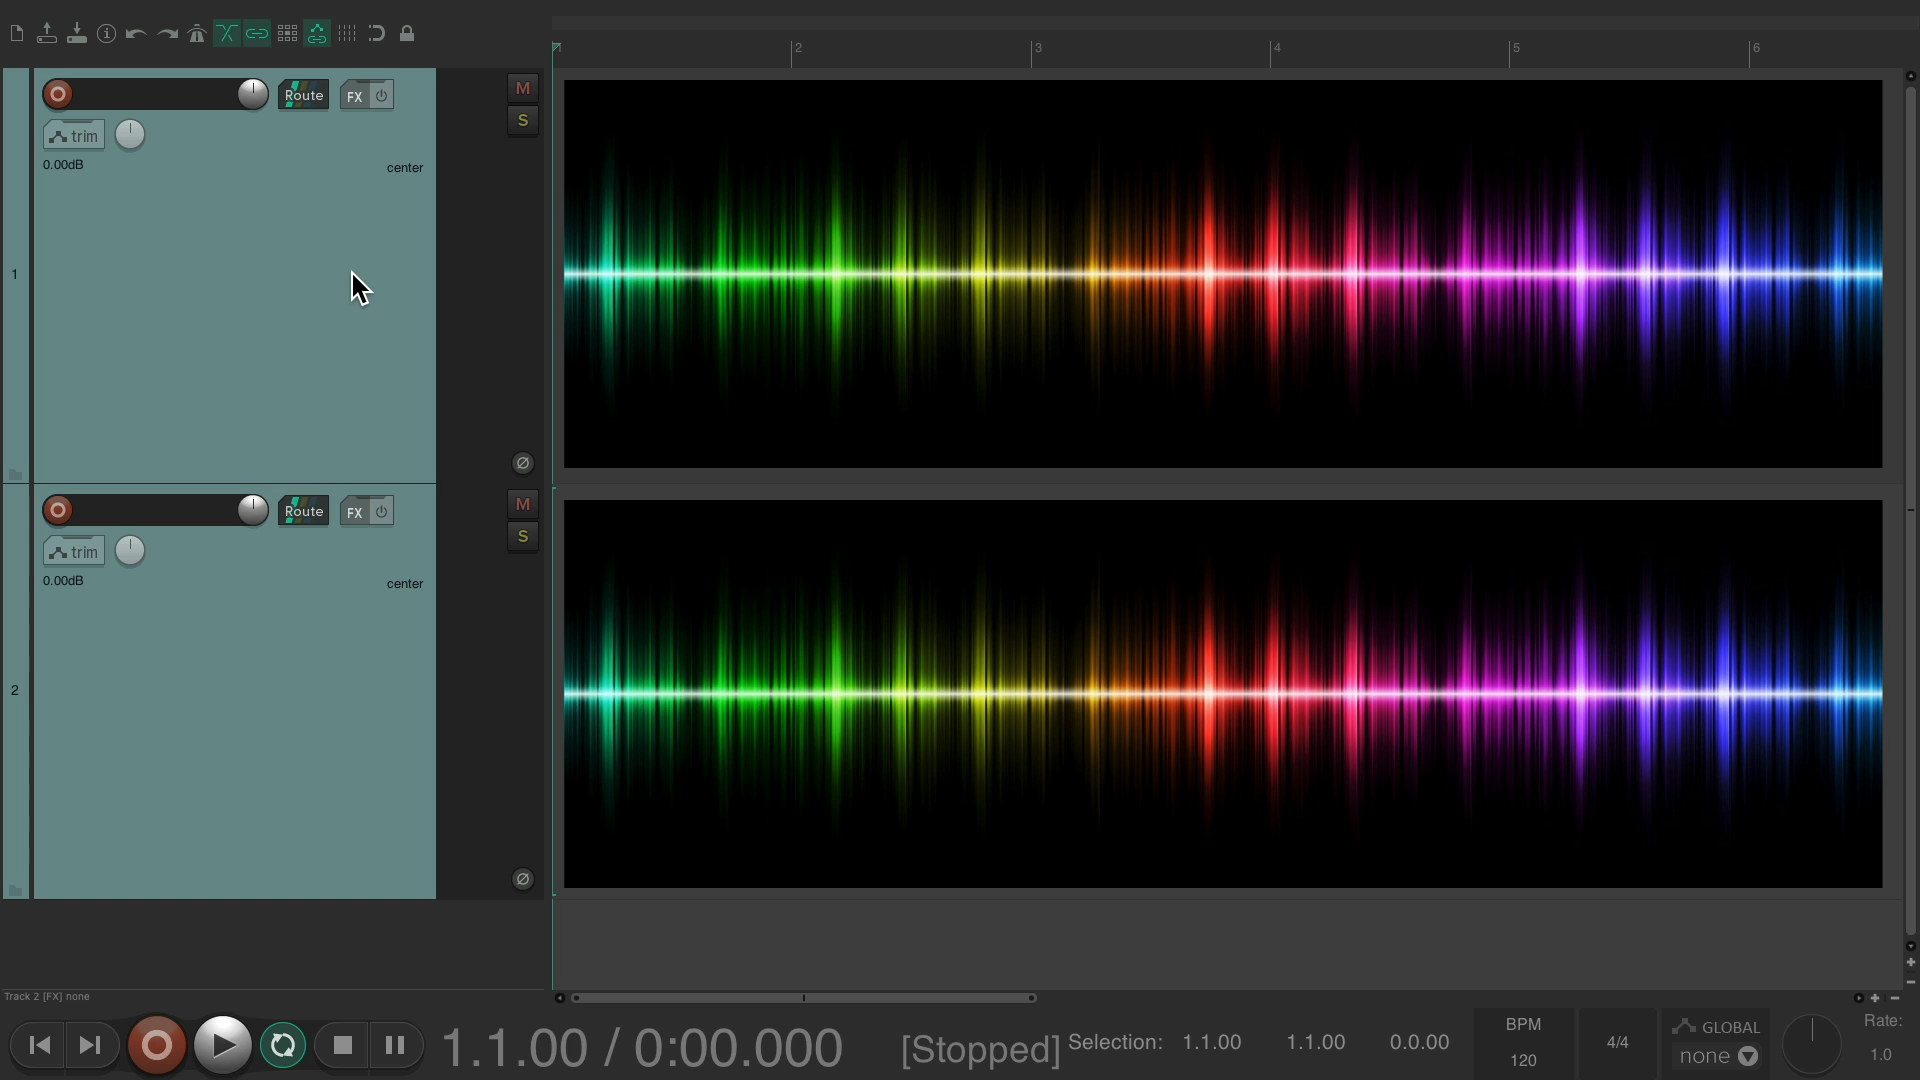 2
3
4
5
6
Route
FX
M
S
trim
0.00dB
center
1
Route
FX
M
S
trim
0.00dB
center
2
Track 2 [FX] none
1.1.00 / 0:00.000
[Stopped]
Selection:
1.1.00
1.1.00
0.0.00
BPM
120
4/4
GLOBAL
none
Rate:
1.0